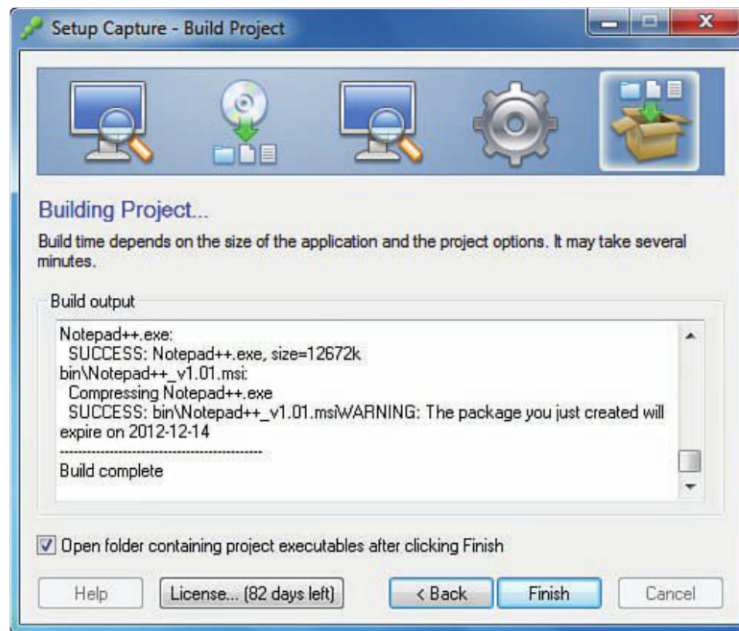 Setup Capture - Build Project
Building Project...
Build time depends on the size of the application and the project options. It may take several
minutes.
Build output
Notepad++.exe:
SUCCESS: Notepad++.exe, size=12672k
bin\Notepad++_v1.01.msi:
Compressing Notepad++.exe
SUCCESS: bin\Notepad++_v1.01.msiWARNING: The package you just created will
expire on 2012-12-14
--------------------------------------------
Build complete
Open folder containing project executables after clicking Finish
Help
License... (82 days left)
< Back
Finish
Cancel